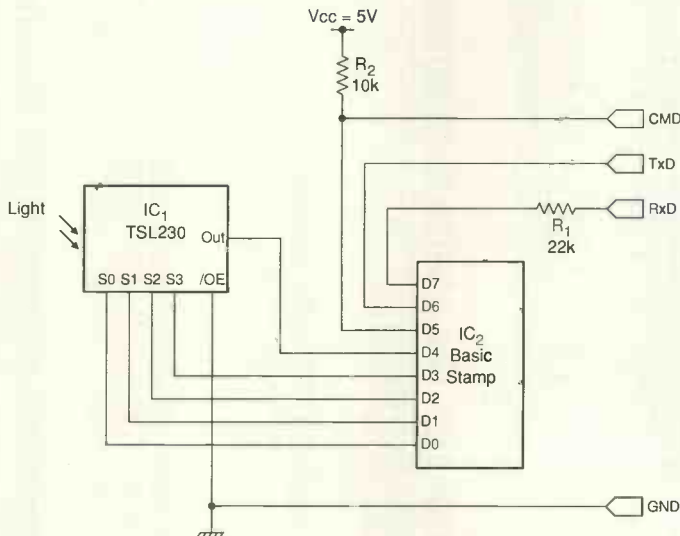 Vcc = 5V
R2
10k
CMD
TxD
RxD
R1
22k
Light
IC1
TSL230
Out
S0 S1 S2 S3 /OE
D7
D6
D5
D4
D3
D2
D1
D0
IC2
Basic
Stamp
GND